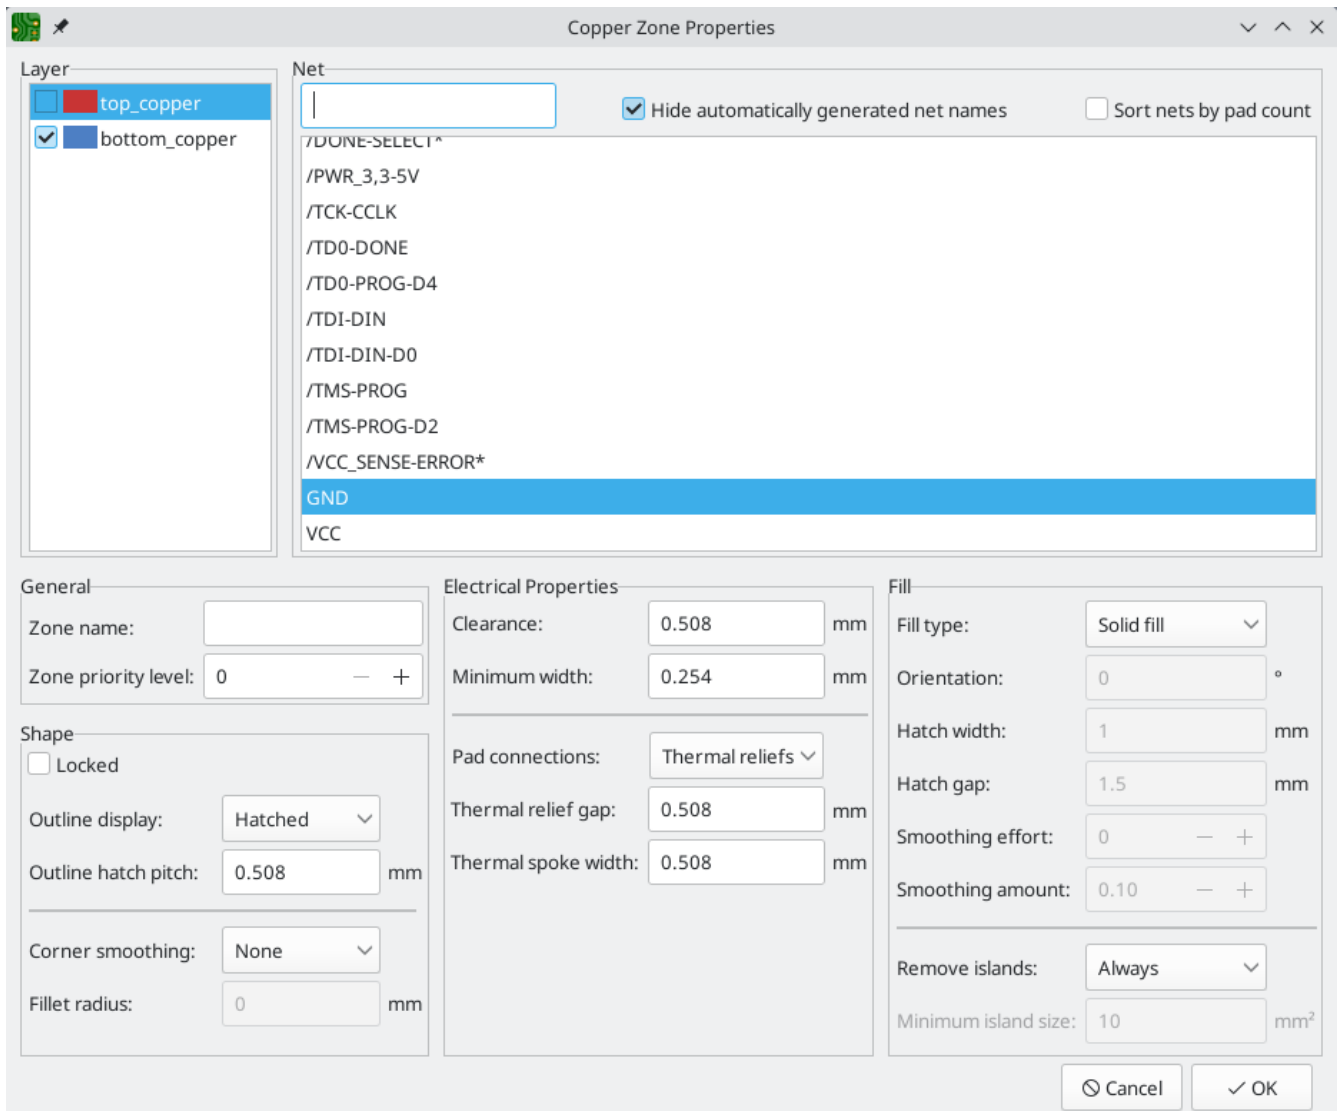 Copper Zone Properties
Layer
top_copper
bottom_copper
Net
Hide automatically generated net names
Sort nets by pad count
/DONE-SELECT*
/PWR_3,3-5V
/TCK-CCLK
/TD0-DONE
/TD0-PROG-D4
/TDI-DIN
/TDI-DIN-D0
/TMS-PROG
/TMS-PROG-D2
/VCC_SENSE-ERROR*
GND
VCC
General
Zone name:
Zone priority level: 0
Shape
Locked
Outline display: Hatched
Outline hatch pitch: 0.508 mm
Corner smoothing: None
Fillet radius: 0 mm
Electrical Properties
Clearance: 0.508 mm
Minimum width: 0.254 mm
Pad connections: Thermal reliefs
Thermal relief gap: 0.508 mm
Thermal spoke width: 0.508 mm
Fill
Fill type: Solid fill
Orientation: 0 °
Hatch width: 1 mm
Hatch gap: 1.5 mm
Smoothing effort: 0
Smoothing amount: 0.10
Remove islands: Always
Minimum island size: 10 mm²
Cancel
OK